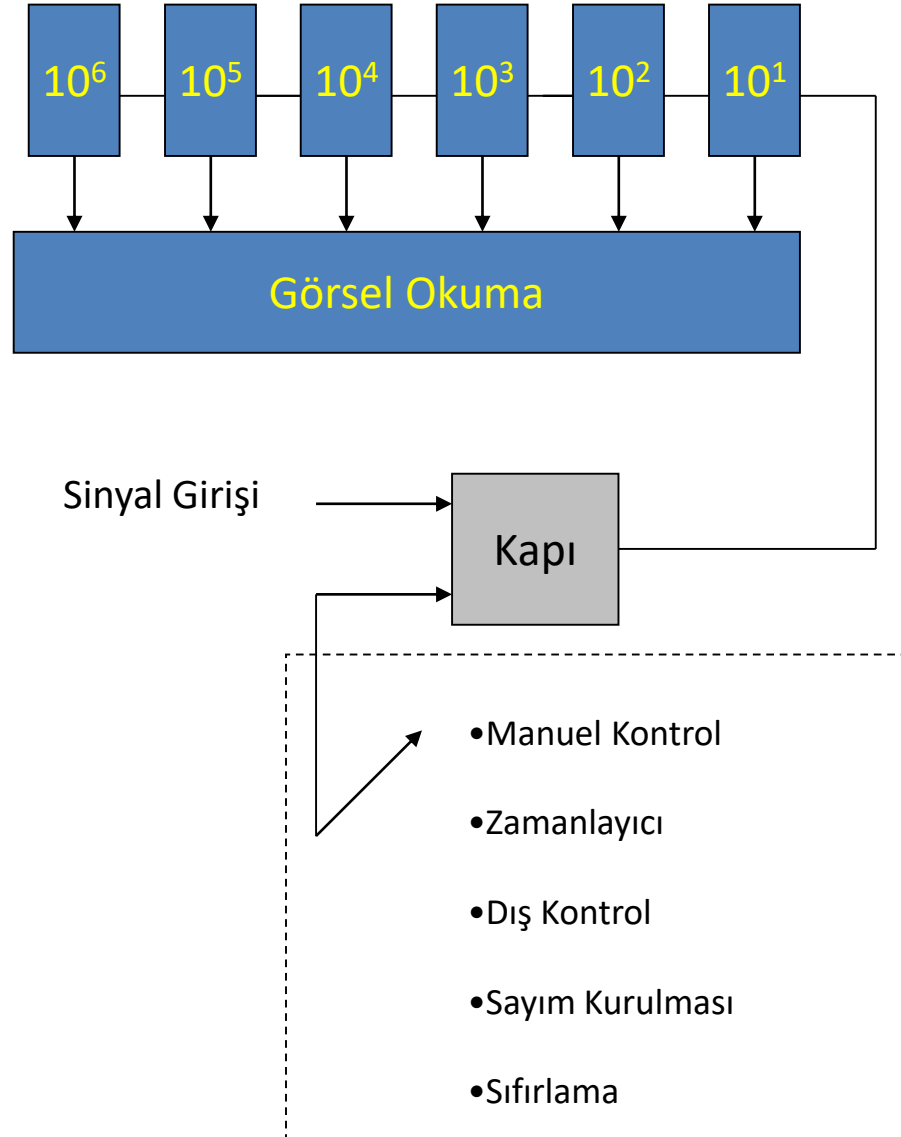 10⁶ 10⁵ 10⁴ 10³ 10² 10¹
Görsel Okuma
Sinyal Girişi
Kapı
•Manuel Kontrol
•Zamanlayıcı
•Dış Kontrol
•Sayım Kurulması
•Sıfırlama